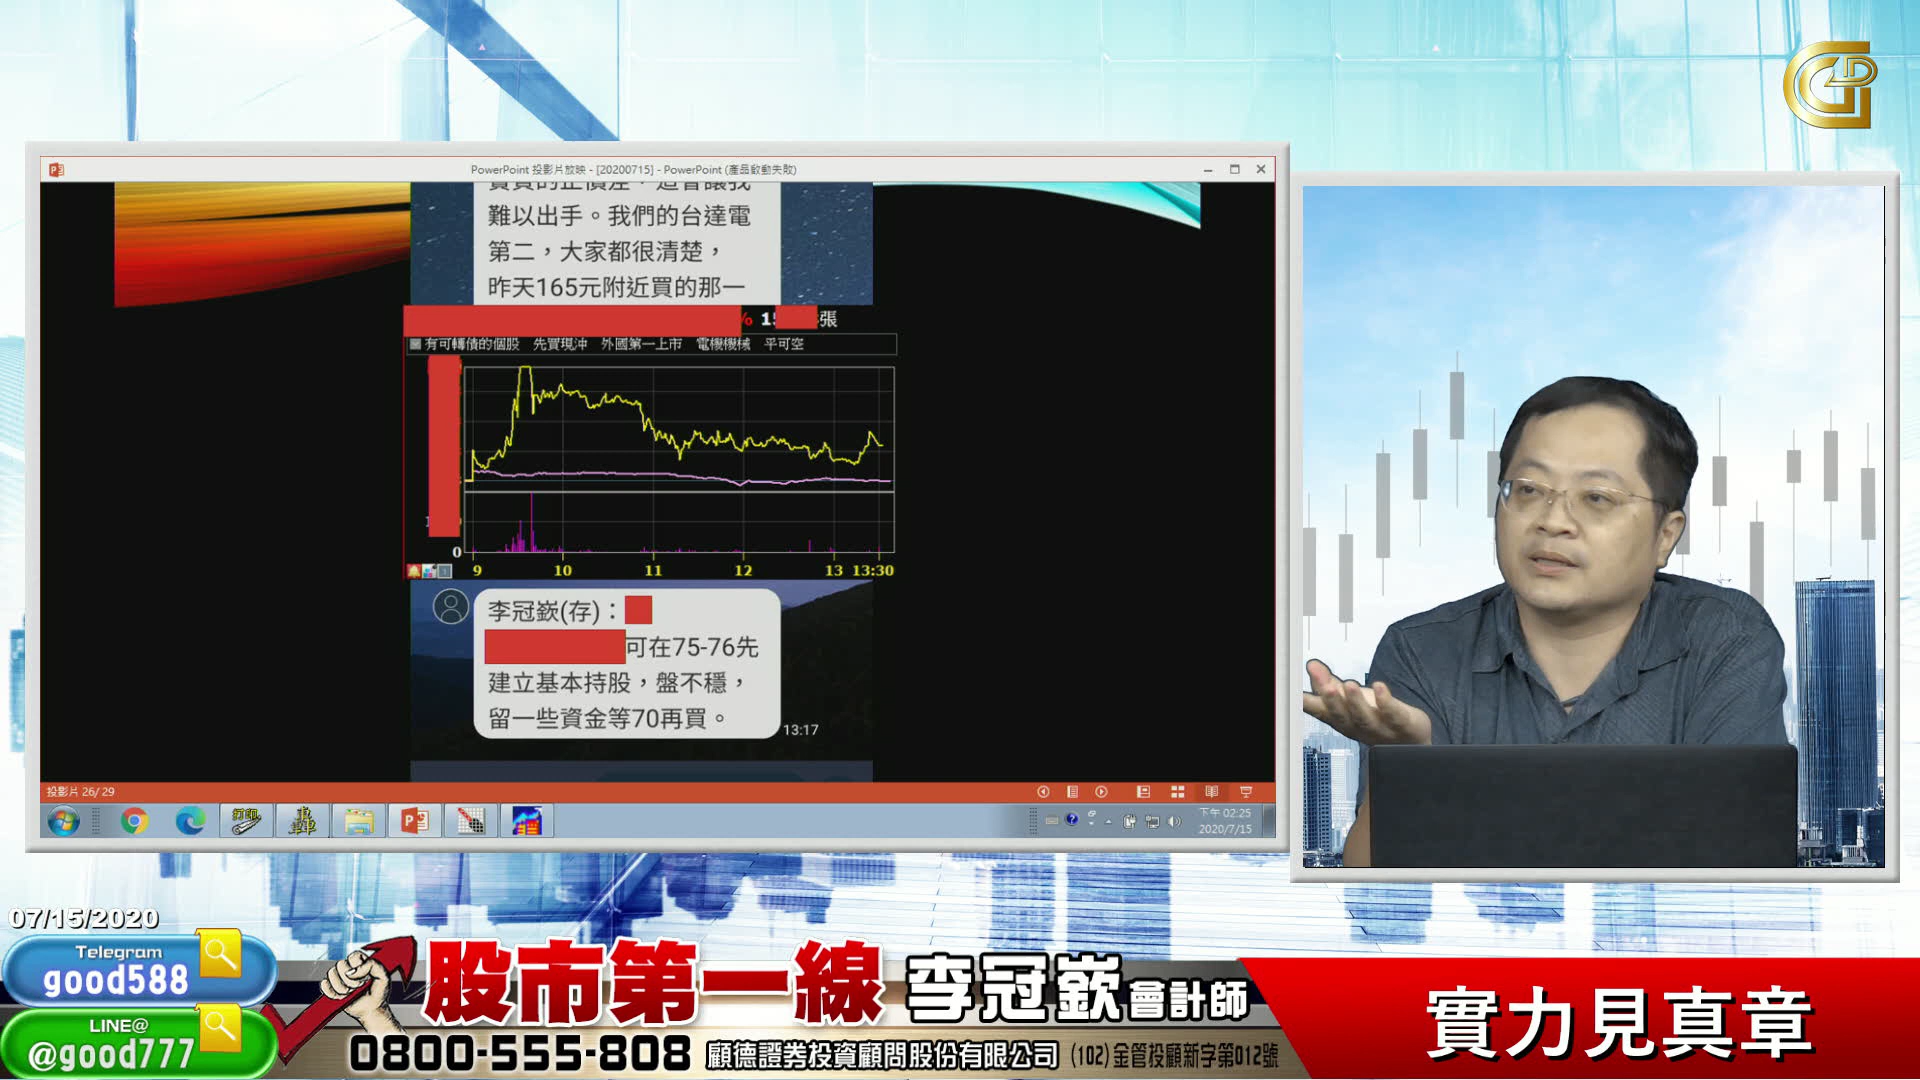 PowerPoint 投影片放映 - [20200715] - PowerPoint (產品啟動失敗)
難以出手。我們的台達電
第二，大家都很清楚，
昨天165元附近買的那一
% 15 張
有可轉債的個股 先買現沖 外國第一上市 電機機械 平可空
0
9 10 11 12 13 13:30
李冠嶔(存)：
可在75-76先
建立基本持股，盤不穩，
留一些資金等70再買。
13:17
投影片 26/29
下午 02:25
2020/7/15
07/15/2020
Telegram
good588
LINE@
@good777
股市第一線 李冠嶔 會計師
0800-555-808 顧德證券投資顧問股份有限公司 (102)金管投顧新字第012號
實力見真章